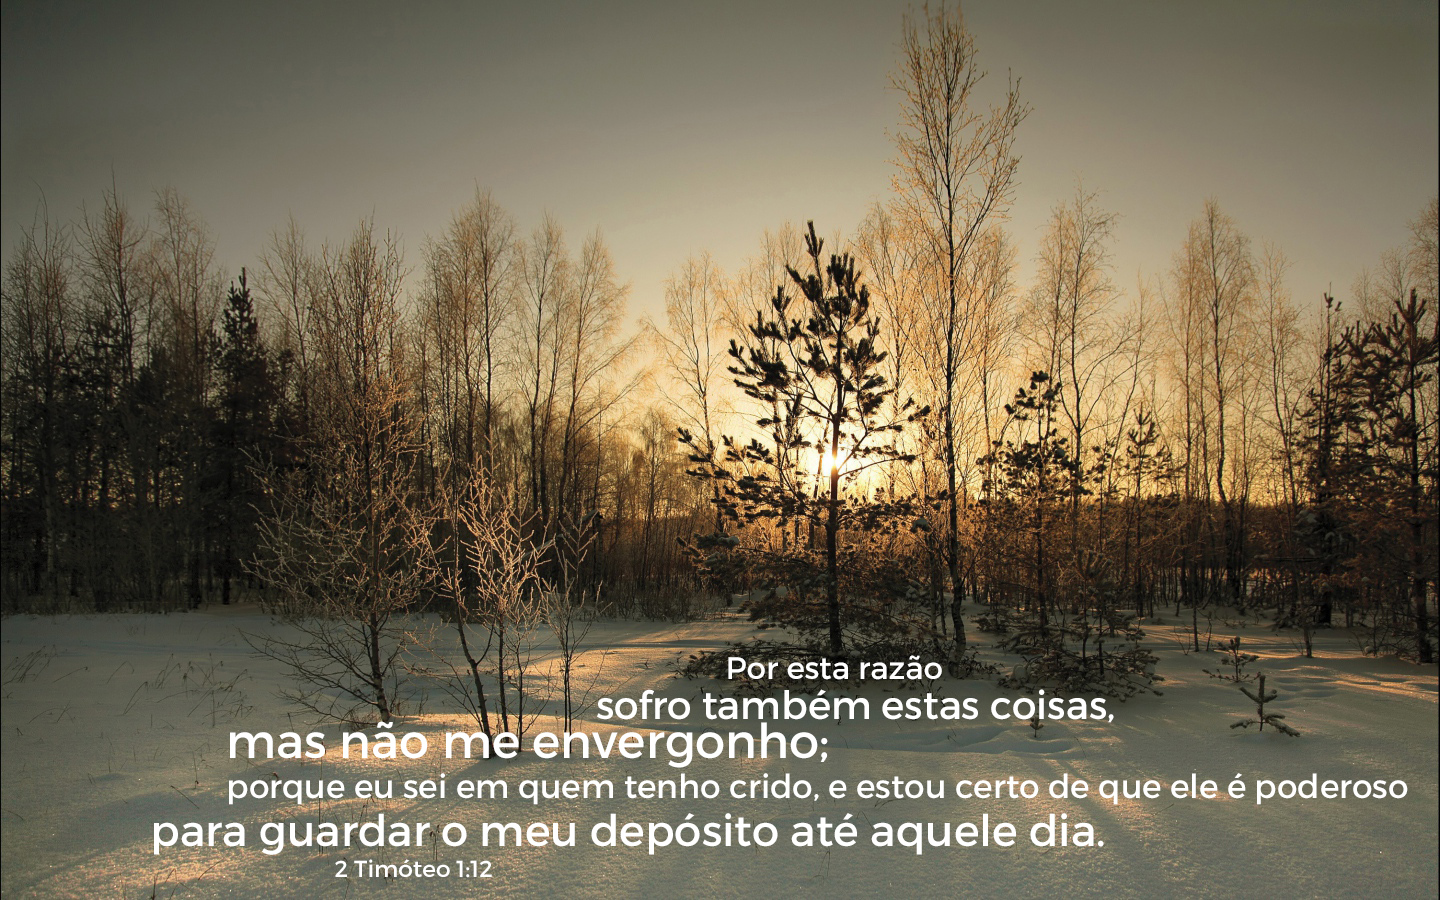 Por esta razão
sofro também estas coisas,
mas não me envergonho;
porque eu sei em quem tenho crido, e estou certo de que ele é poderoso
para guardar o meu depósito até aquele dia.
2 Timóteo 1:12